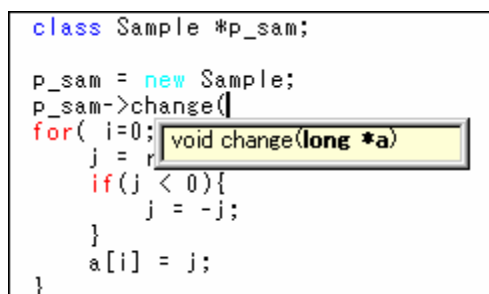 class Sample *p_sam;
p_sam = new Sample;
p_sam->change(
for( i=0;
void change(long *a)
j = r
if(j < 0){
j = -j;
}
a[i] = j;
}